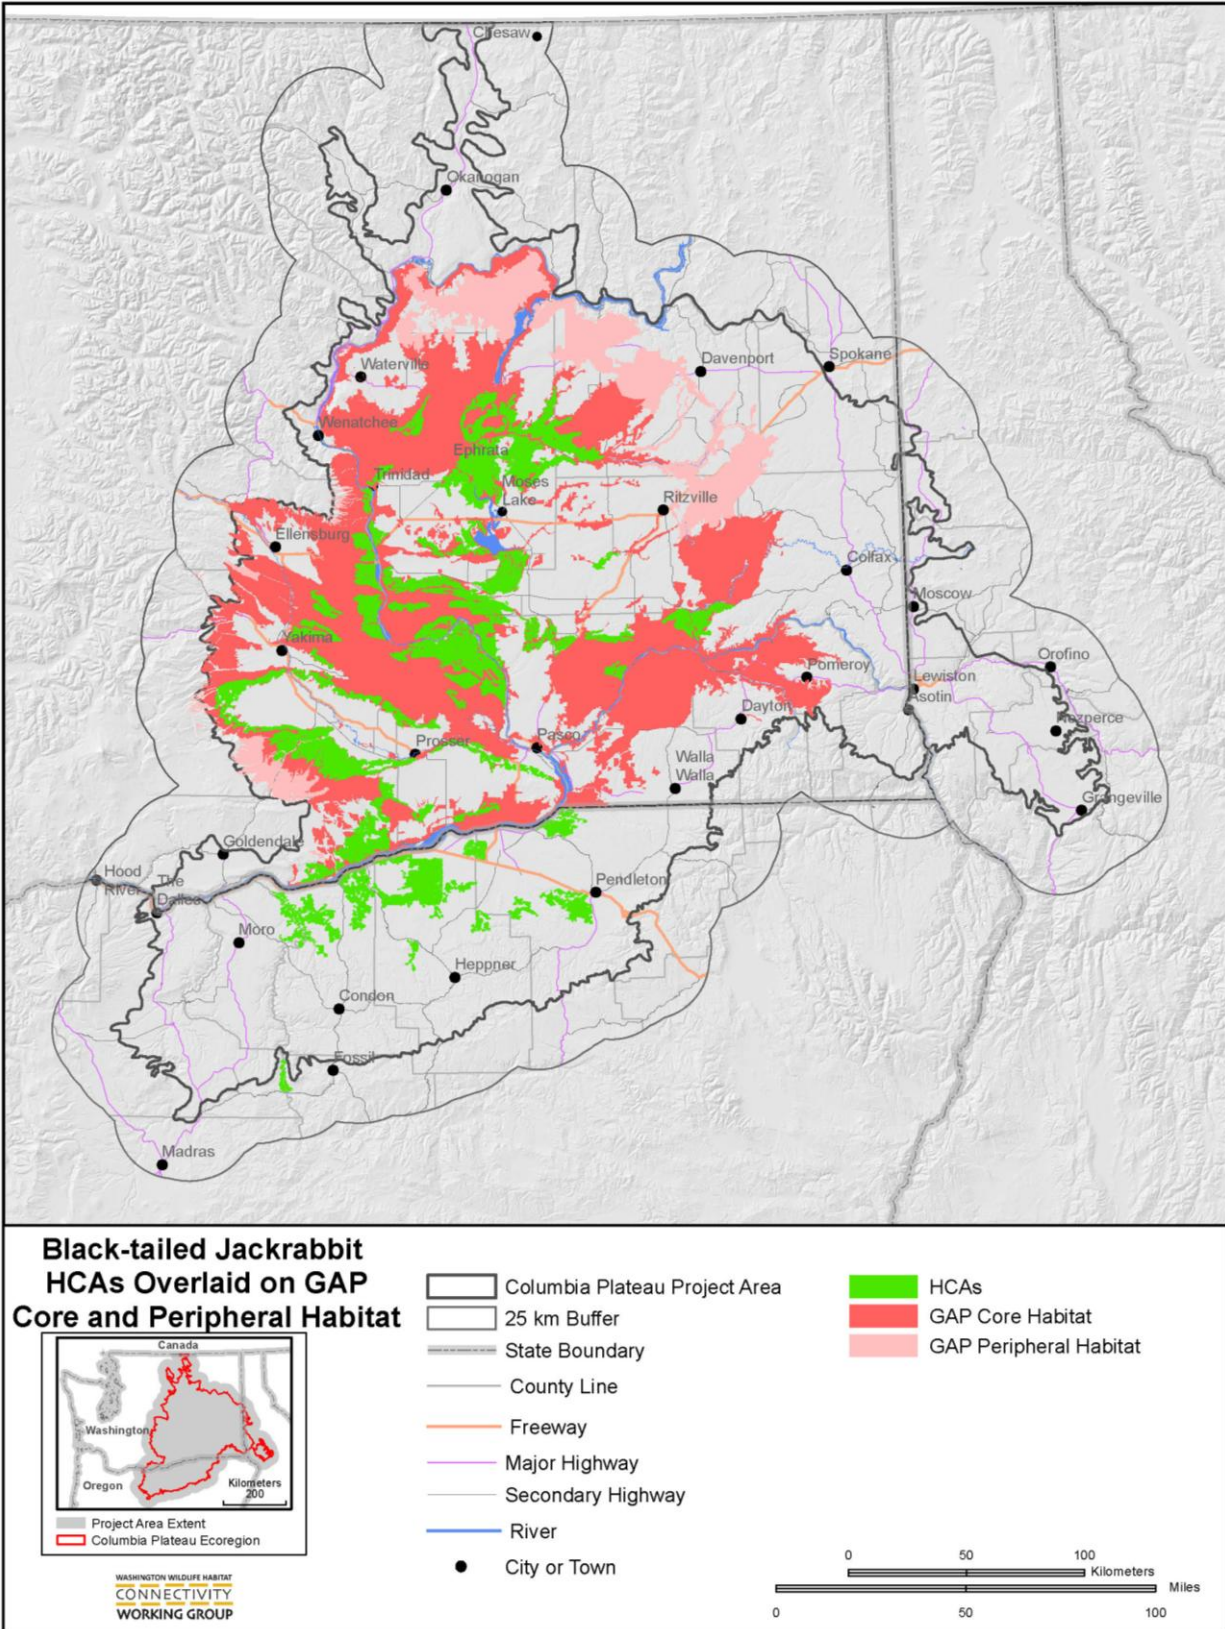 Chesaw
Okanogan
Waterville
Davenport
Spokane
Wenatchee
Ephrata
Trinidad
Moses
Lake
Ritzville
Ellensburg
Colfax
Moscow
Yakima
Orofino
Pomeroy
Lewiston
Asotin
Dayton
Nezperce
Prosser
Pasco
Walla
Walla
Grangeville
Goldendale
Hood
River
The
Dalles
Pendleton
Moro
Heppner
Condon
Fossil
Madras
Black-tailed Jackrabbit
HCAs Overlaid on GAP
Core and Peripheral Habitat
Canada
Washington
Oregon
Kilometers
200
Project Area Extent
Columbia Plateau Ecoregion
WASHINGTON WILDLIFE HABITAT
CONNECTIVITY
WORKING GROUP
Columbia Plateau Project Area
25 km Buffer
State Boundary
County Line
Freeway
Major Highway
Secondary Highway
River
City or Town
HCAs
GAP Core Habitat
GAP Peripheral Habitat
0 50 100
Kilometers
Miles
0 50 100